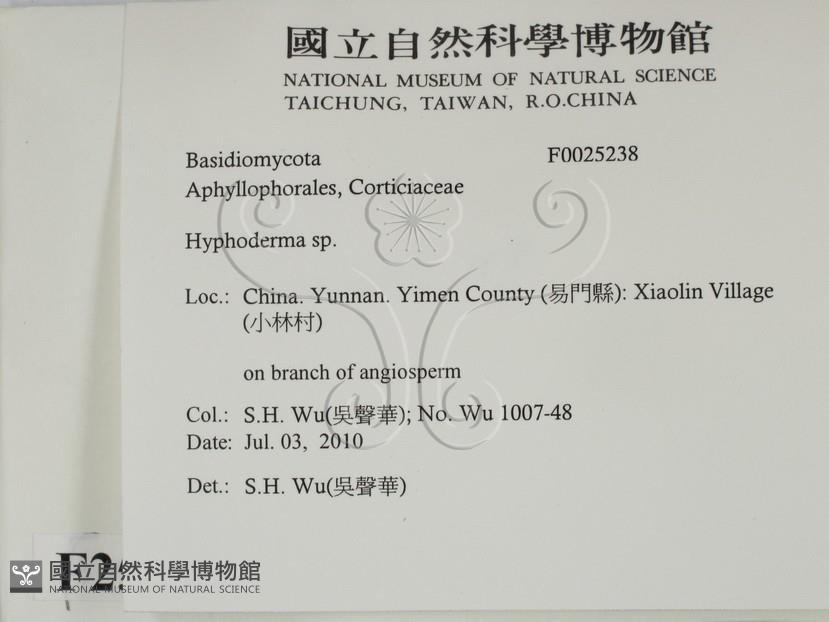 國立自然科學博物館
NATIONAL MUSEUM OF NATURAL SCIENCE
TAICHUNG, TAIWAN, R.O.CHINA
Basidiomycota F0025238
Aphyllophorales, Corticiaceae
Hyphoderma sp.
Loc.: China. Yunnan. Yimen County (易門縣): Xiaolin Village
(小林村)
on branch of angiosperm
Col.: S.H. Wu(吳聲華); No. Wu 1007-48
Date: Jul. 03, 2010
Det.: S.H. Wu(吳聲華)
F2
國立自然科學博物館
NATIONAL MUSEUM OF NATURAL SCIENCE